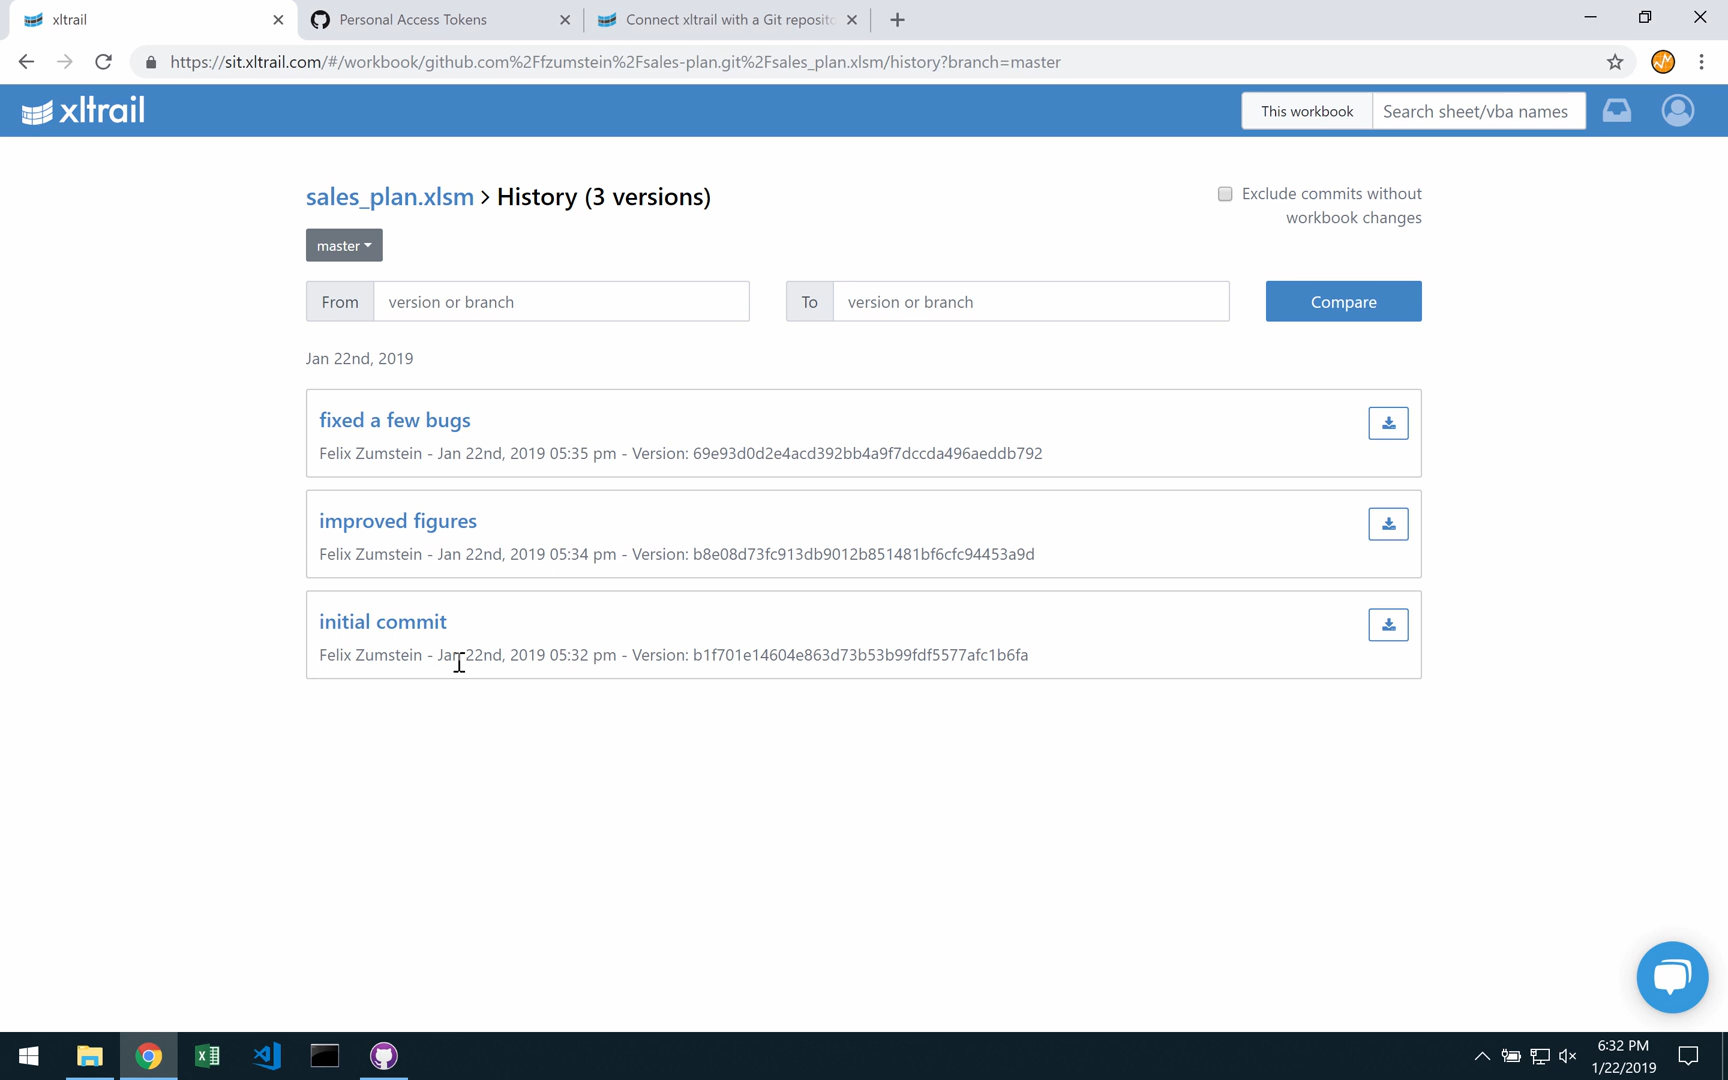 xltrail
Personal Access Tokens
Connect xltrail with a Git reposito
https://sit.xltrail.com/#/workbook/github.com%2Ffzumstein%2Fsales-plan.git%2Fsales_plan.xlsm/history?branch=master
xltrail
This workbook
Search sheet/vba names
sales_plan.xlsm > History (3 versions)
Exclude commits without
workbook changes
master
From
version or branch
To
version or branch
Compare
Jan 22nd, 2019
fixed a few bugs
Felix Zumstein - Jan 22nd, 2019 05:35 pm - Version: 69e93d0d2e4acd392bb4a9f7dccda496aeddb792
improved figures
Felix Zumstein - Jan 22nd, 2019 05:34 pm - Version: b8e08d73fc913db9012b851481bf6cfc94453a9d
initial commit
Felix Zumstein - Jan 22nd, 2019 05:32 pm - Version: b1f701e14604e863d73b53b99fdf5577afc1b6fa
6:32 PM
1/22/2019